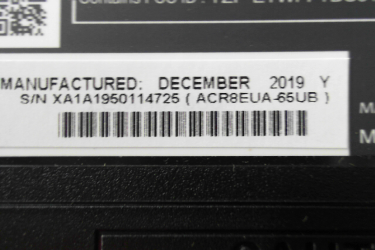 MANUFACTURED: DECEMBER 2019 Y
S/N XA1A1950114725 ( ACR8EUA-65UB )